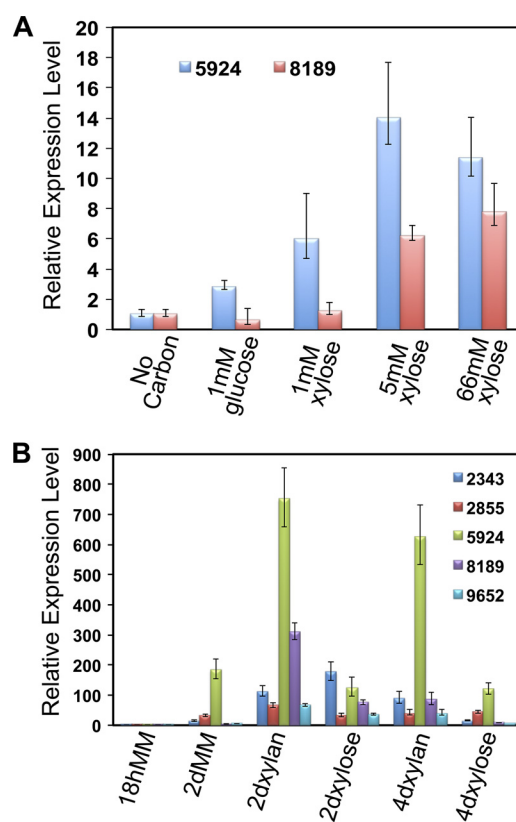 A
Relative Expression Level
20
18
16
14
12
10
8
6
4
2
0
5924
8189
No Carbon
1mM glucose
1mM xylose
5mM xylose
66mM xylose
B
Relative Expression Level
900
800
700
600
500
400
300
200
100
0
2343
2855
5924
8189
9652
18hMM
2dMM
2dxylan
2dxylose
4dxylan
4dxylose